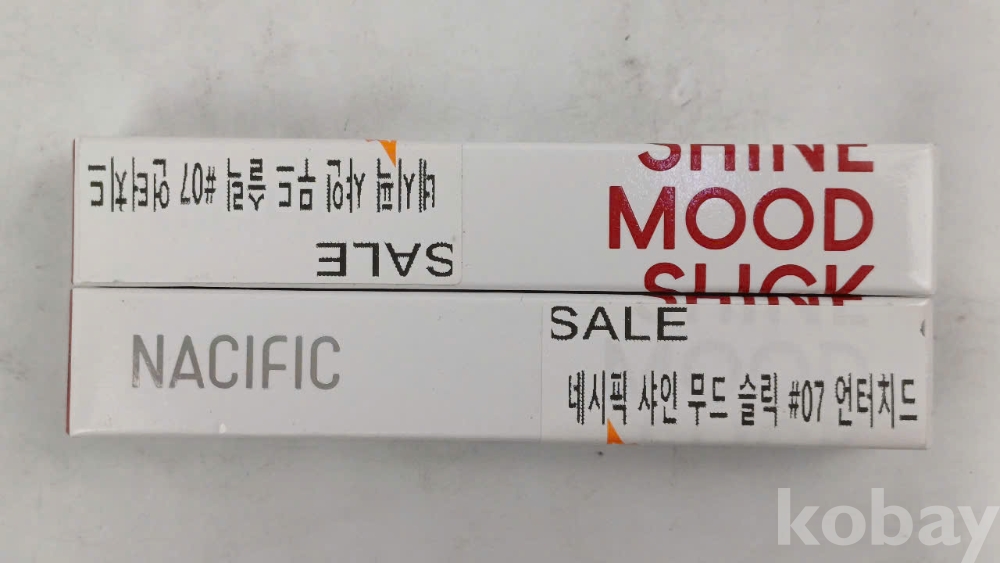 네시픽 샤인 무드 슬릭 #07 언터치드
SALE
SHINE
MOOD
SLICK
NACIFIC
SALE
네시픽 샤인 무드 슬릭 #07 언터치드
kobay